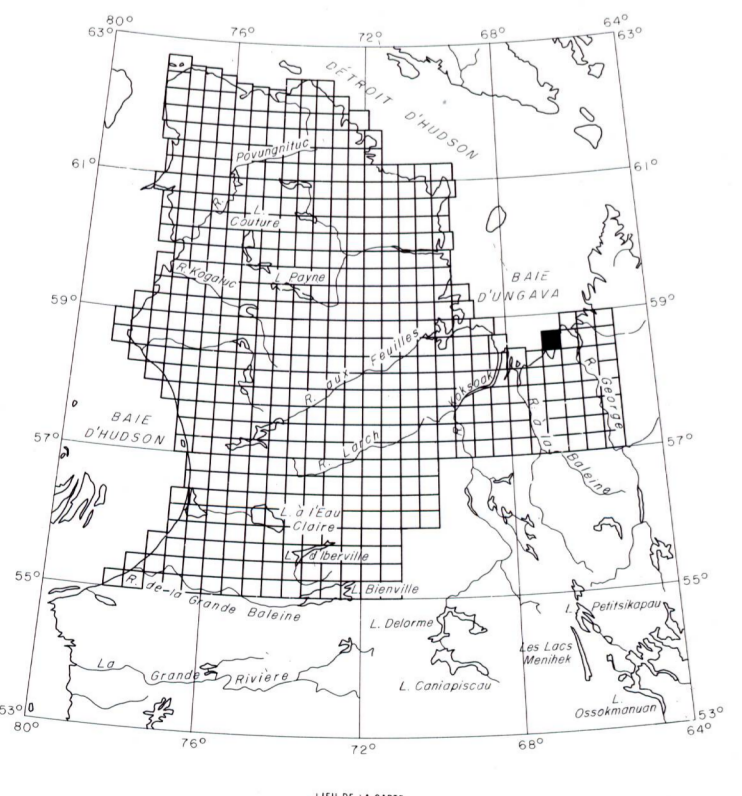 80° 76° 72° 68° 64°
63° 63°
DÉTROIT D'HUDSON
Povungnituc
61° 61°
R.
L.
Couture
R. Kogaluc L. Payne
BAIE
D'UNGAVA
59° 59°
R. aux Feuilles
Koksoak
R.
R. George
R. à la Baleine
BAIE
D'HUDSON
57° 57°
R. Larch
L. à l'Eau
Claire
L. d'Iberville
55° 55°
R. de-la Grande Baleine
L. Bienville
L. Delorme
L. Petitsikapau
Les Lacs
Menihek
La Grande Rivière
L. Caniapiscau
L.
Ossokmanuan
53° 53°
80° 76° 72° 68° 64°